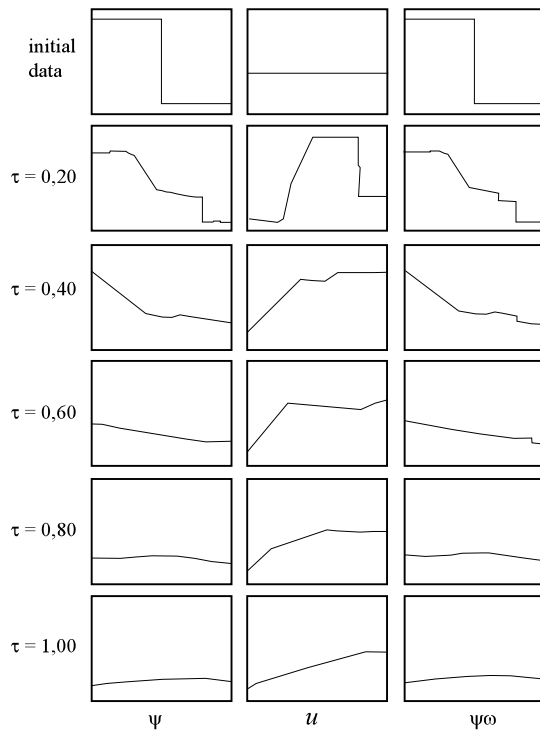 initial
data
τ = 0,20
τ = 0,40
τ = 0,60
τ = 0,80
τ = 1,00
ψ u ψω